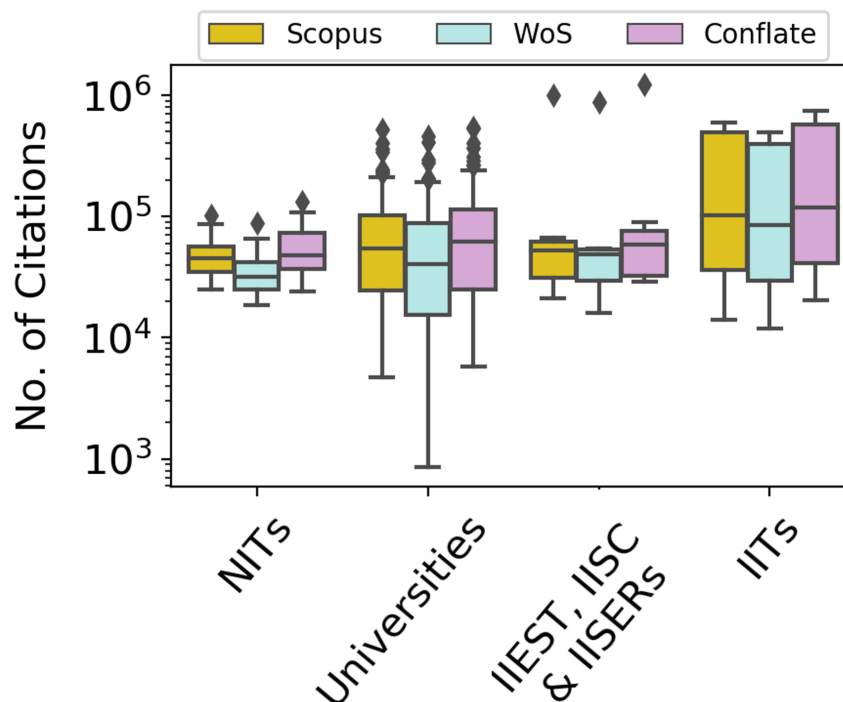 Scopus WoS Conflate
No. of Citations
10^6
10^5
10^4
10^3
NITs
Universities
IIEST, IISC
& IISERs
IITs